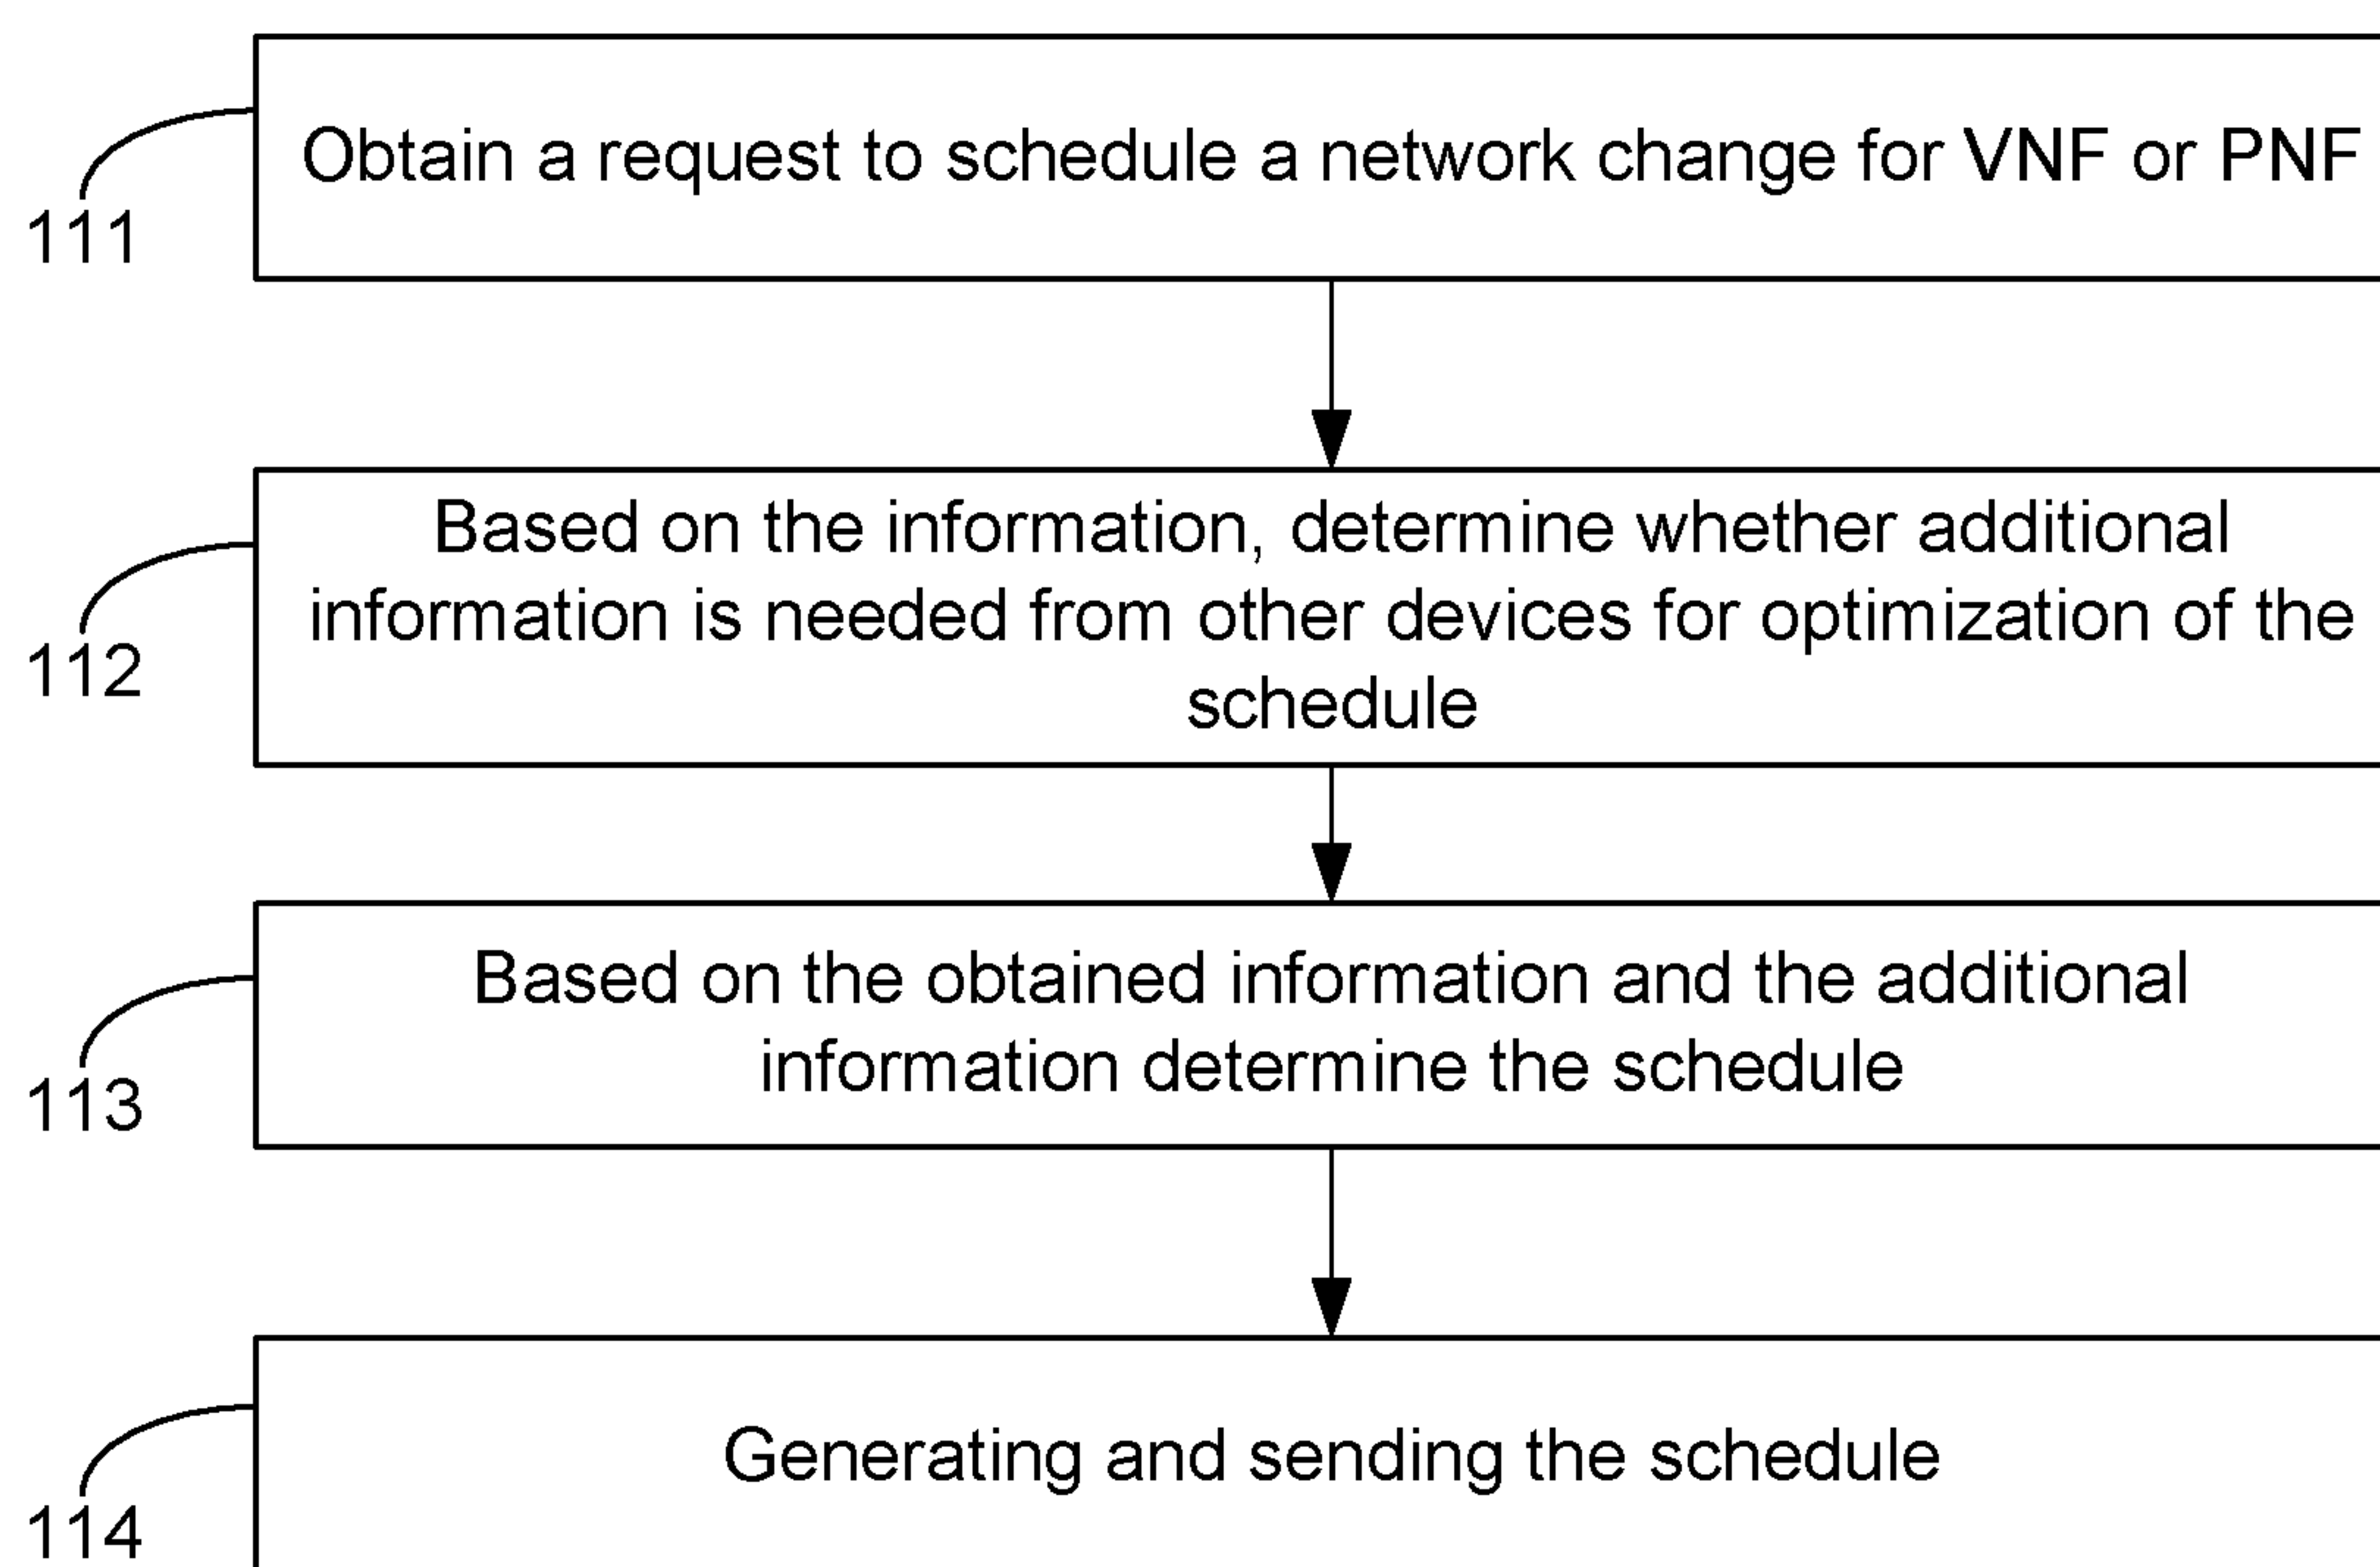 Obtain a request to schedule a network change for VNF or PNF
111
Based on the information, determine whether additional
information is needed from other devices for optimization of the
schedule
112
Based on the obtained information and the additional
information determine the schedule
113
Generating and sending the schedule
114